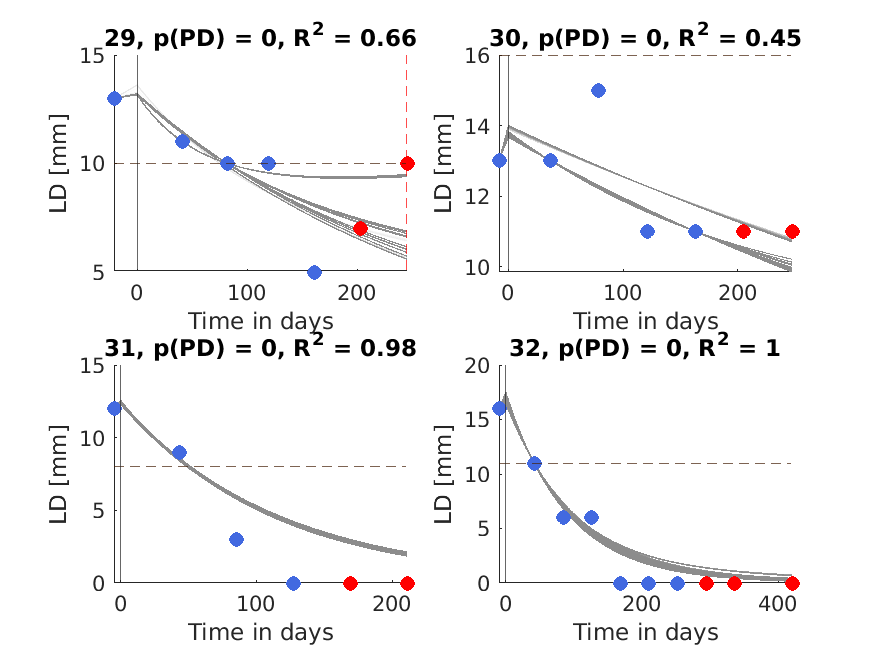 29, p(PD) = 0, R² = 0.66
15
10
5
LD [mm]
0
100
200
Time in days
30, p(PD) = 0, R² = 0.45
16
14
12
10
LD [mm]
0
100
200
Time in days
31, p(PD) = 0, R² = 0.98
15
10
5
0
LD [mm]
0
100
200
Time in days
32, p(PD) = 0, R² = 1
20
15
10
5
0
LD [mm]
0
200
400
Time in days